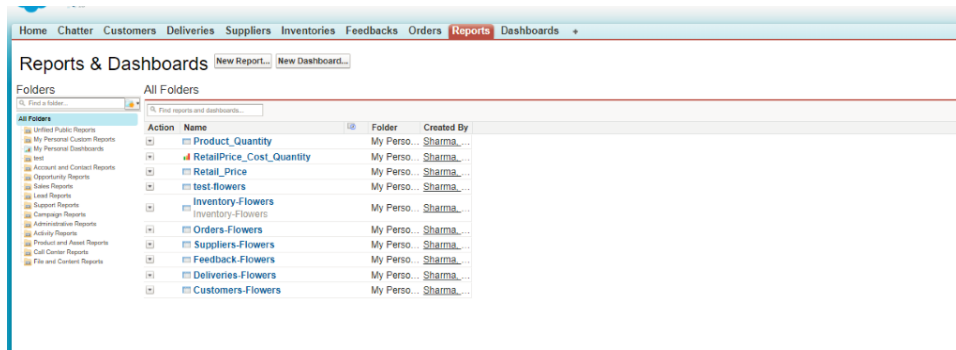 Home Chatter Customers Deliveries Suppliers Inventories Feedbacks Orders Reports Dashboards +
Reports & Dashboards New Report... New Dashboard...
Folders
Find a folder...
All Folders
Unfiled Public Reports
My Personal Custom Reports
My Personal Dashboards
test
Account and Contact Reports
Opportunity Reports
Sales Reports
Lead Reports
Support Reports
Campaign Reports
Administrative Reports
Activity Reports
Product and Asset Reports
Call Center Reports
File and Content Reports
All Folders
Find reports and dashboards...
Action Name Folder Created By
Product_Quantity My Perso... Sharma, ...
RetailPrice_Cost_Quantity My Perso... Sharma, ...
Retail_Price My Perso... Sharma, ...
test-flowers My Perso... Sharma, ...
Inventory-Flowers My Perso... Sharma, ...
Inventory-Flowers
Orders-Flowers My Perso... Sharma, ...
Suppliers-Flowers My Perso... Sharma, ...
Feedback-Flowers My Perso... Sharma, ...
Deliveries-Flowers My Perso... Sharma, ...
Customers-Flowers My Perso... Sharma, ...